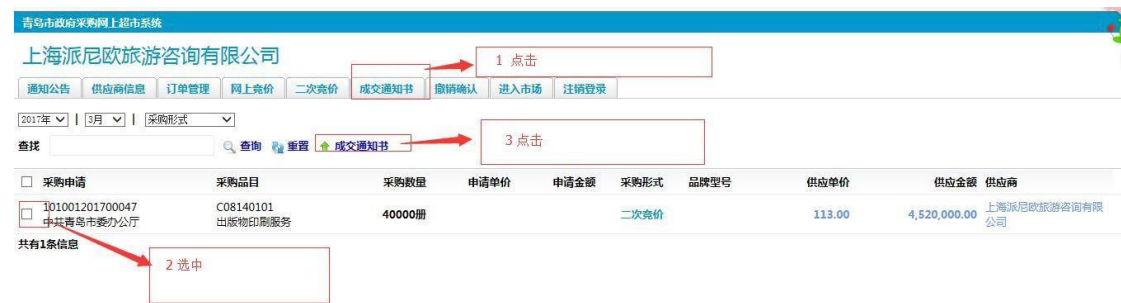 青岛市政府采购网上超市系统
上海派尼欧旅游咨询有限公司
1 点击
通知公告 供应商信息 订单管理 网上竞价 二次竞价 成交通知书 撤销确认 进入市场 注销登录
2017年 | 3月 | 采购形式
查找 查询 重置 成交通知书
3 点击
采购申请 采购品目 采购数量 申请单价 申请金额 采购形式 品牌型号 供应单价 供应金额 供应商
101001201700047 C08140101 40000册 二次竞价 113.00 4,520,000.00 上海派尼欧旅游咨询有限
中共青岛市委办公厅 出版物印刷服务 公司
共有1条信息
2 选中